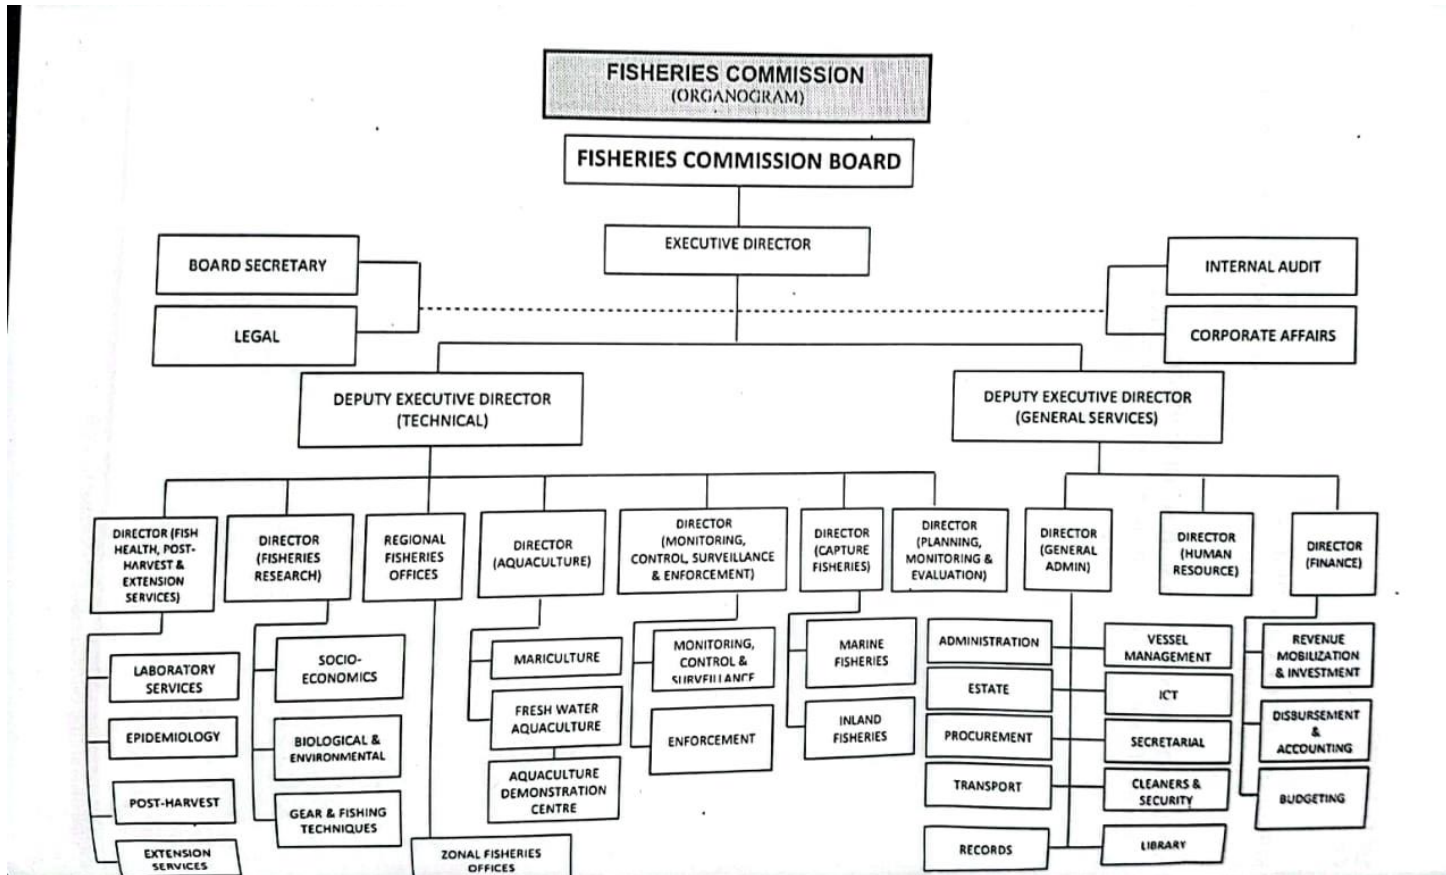 FISHERIES COMMISSION
(ORGANOGRAM)
FISHERIES COMMISSION BOARD
EXECUTIVE DIRECTOR
BOARD SECRETARY
LEGAL
INTERNAL AUDIT
CORPORATE AFFAIRS
DEPUTY EXECUTIVE DIRECTOR
(TECHNICAL)
DEPUTY EXECUTIVE DIRECTOR
(GENERAL SERVICES)
DIRECTOR (FISH
HEALTH, POST-
HARVEST &
EXTENSION
SERVICES)
DIRECTOR
(FISHERIES
RESEARCH)
REGIONAL
FISHERIES
OFFICES
DIRECTOR
(AQUACULTURE)
DIRECTOR
(MONITORING,
CONTROL, SURVEILLANCE
& ENFORCEMENT)
DIRECTOR
(CAPTURE
FISHERIES)
DIRECTOR
(PLANNING,
MONITORING &
EVALUATION)
DIRECTOR
(GENERAL
ADMIN)
DIRECTOR
(HUMAN
RESOURCE)
DIRECTOR
(FINANCE)
LABORATORY
SERVICES
EPIDEMIOLOGY
POST-HARVEST
EXTENSION
SERVICES
SOCIO-
ECONOMICS
BIOLOGICAL &
ENVIRONMENTAL
GEAR & FISHING
TECHNIQUES
ZONAL FISHERIES
OFFICES
MARICULTURE
FRESH WATER
AQUACULTURE
AQUACULTURE
DEMONSTRATION
CENTRE
MONITORING,
CONTROL &
SURVEILLANCE
ENFORCEMENT
MARINE
FISHERIES
INLAND
FISHERIES
ADMINISTRATION
ESTATE
PROCUREMENT
TRANSPORT
RECORDS
VESSEL
MANAGEMENT
ICT
SECRETARIAL
CLEANERS &
SECURITY
LIBRARY
REVENUE
MOBILIZATION
& INVESTMENT
DISBURSEMENT
&
ACCOUNTING
BUDGETING